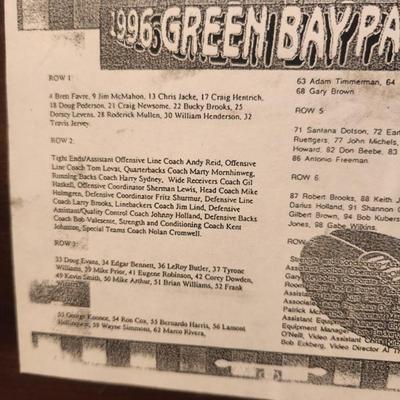 1996 GREEN BAY PA
ROW 1:
4 Bren Favre, 9 Jim McMahon, 13 Chris Jacke, 17 Craig Hentrich,
18 Doug Pederson, 21 Craig Newsome, 22 Bucky Brooks, 25
Dorsey Levens, 28 Roderick Mullen, 30 William Henderson, 32
Travis Jervey.
ROW 2:
Tight Ends/Assistant Offensive Line Coach Andy Reid, Offensive
Line Coach Tom Lovat, Quarterbacks Coach Marty Mornhinweg,
Running Backs Coach Harry Sydney, Wide Receivers Coach Gil
Haskell, Offensive Coordinator Sherman Lewis, Head Coach Mike
Holmgren, Defensive Coordinator Fritz Shurmur, Defensive Line
Coach Larry Brooks, Linebackers Coach Jim Lind, Defensive
Assistant/Quality Control Coach Johnny Holland, Defensive Backs
Coach Bob Valesente, Strength and Conditioning Coach Kent
Johnston, Special Teams Coach Nolan Cromwell.
ROW 3:
33 Doug Evans, 34 Edgar Bennett, 36 LeRoy Butler, 37 Tyrone
Williams, 39 Mike Prior, 41 Eugene Robinson, 42 Corey Dowden,
49 Kevin Smith, 50 Mike Arthur, 51 Brian Williams, 52 Frank
53 George Koonce, 54 Ron Cox, 55 Bernardo Harris, 56 Lamont
Hollinquest, 59 Wayne Simmons, 62 Marco Rivera,
63 Adam Timmerman, 64
68 Gary Brown.
ROW 5:
71 Santana Dotson, 72 Earl
Ruettgers, 77 John Michels,
Howard, 82 Don Beebe, 83
86 Antonio Freeman.
ROW 6:
87 Robert Brooks, 88 Keith J
Darius Holland, 91 Shannon C
Gilbert Brown, 94 Bob Kubers
Jones, 98 Gabe Wilkins.
ROW
Assistant
Associate
Patrick Mc
Assistant Equipment
Equipment Manager
O'Neill, Video Assistant Chris
Bob Eckberg, Video Director Al Tr